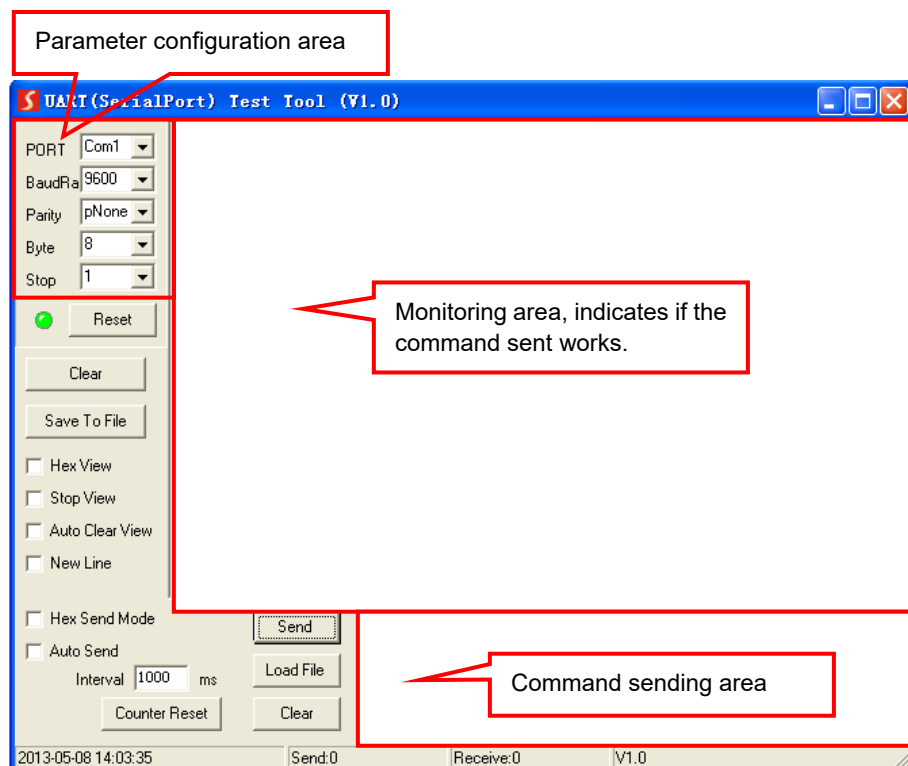 Parameter configuration area
UART(SerialPort) Test Tool (V1.0)
PORT Com1
BaudRa 9600
Parity pNone
Byte 8
Stop 1
Reset
Monitoring area, indicates if the
command sent works.
Clear
Save To File
Hex View
Stop View
Auto Clear View
New Line
Hex Send Mode
Send
Auto Send
Interval 1000 ms
Load File
Command sending area
Counter Reset
Clear
2013-05-08 14:03:35 Send:0 Receive:0 V1.0